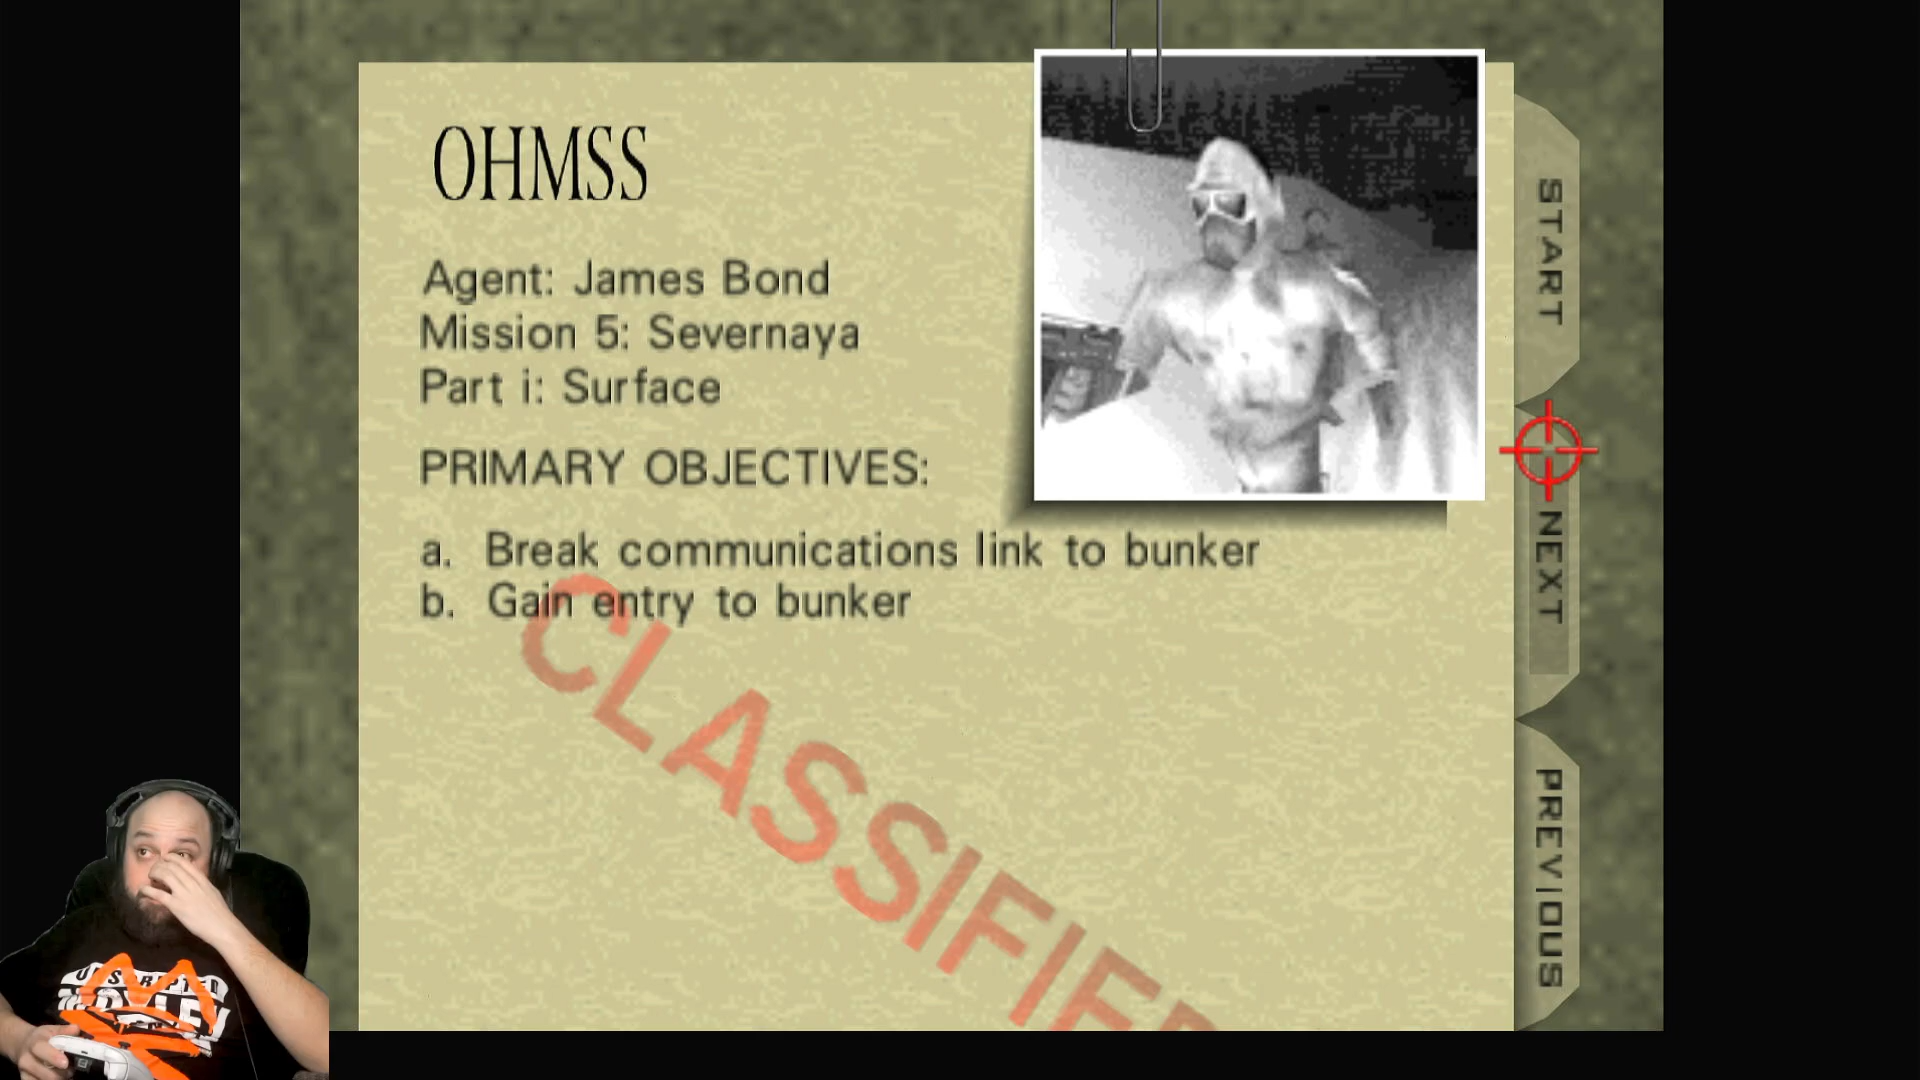 OHMSS
Agent: James Bond
Mission 5: Severnaya
Part i: Surface
PRIMARY OBJECTIVES:
a. Break communications link to bunker
b. Gain entry to bunker
CLASSIFIED
START
NEXT
PREVIOUS